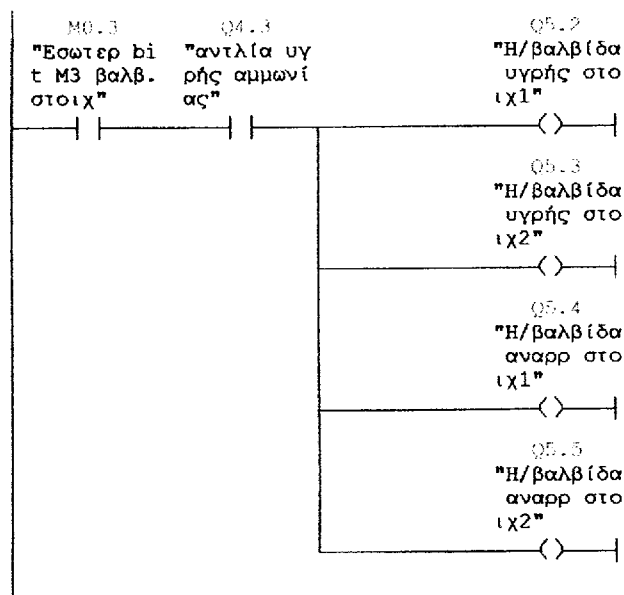 M0.3
"Εσωτερ bi
t M3 βαλβ.
στοιχ"
Q4.3
"αντλία υγ
ρής αμμωνί
ας"
Q5.2
"Η/βαλβίδα
υγρής στο
ιχ1"
Q5.3
"Η/βαλβίδα
υγρής στο
ιχ2"
Q5.4
"Η/βαλβίδα
αναρρ στο
ιχ1"
Q5.5
"Η/βαλβίδα
αναρρ στο
ιχ2"